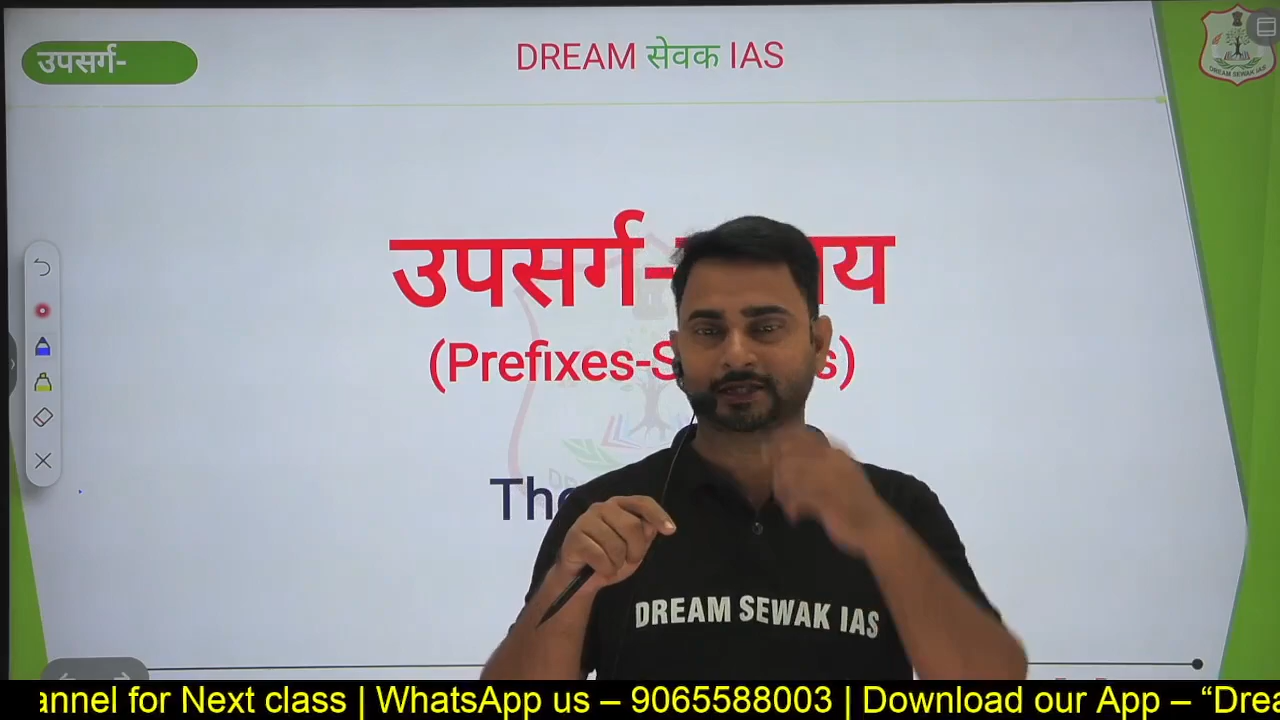 उपसर्ग-
DREAM सेवक IAS
DREAM SEWAK IAS
उपसर्ग-
(Prefixes-S
s)
The
DREAM SEWAK IAS
annel for Next class | WhatsApp us – 9065588003 | Download our App – “Drea